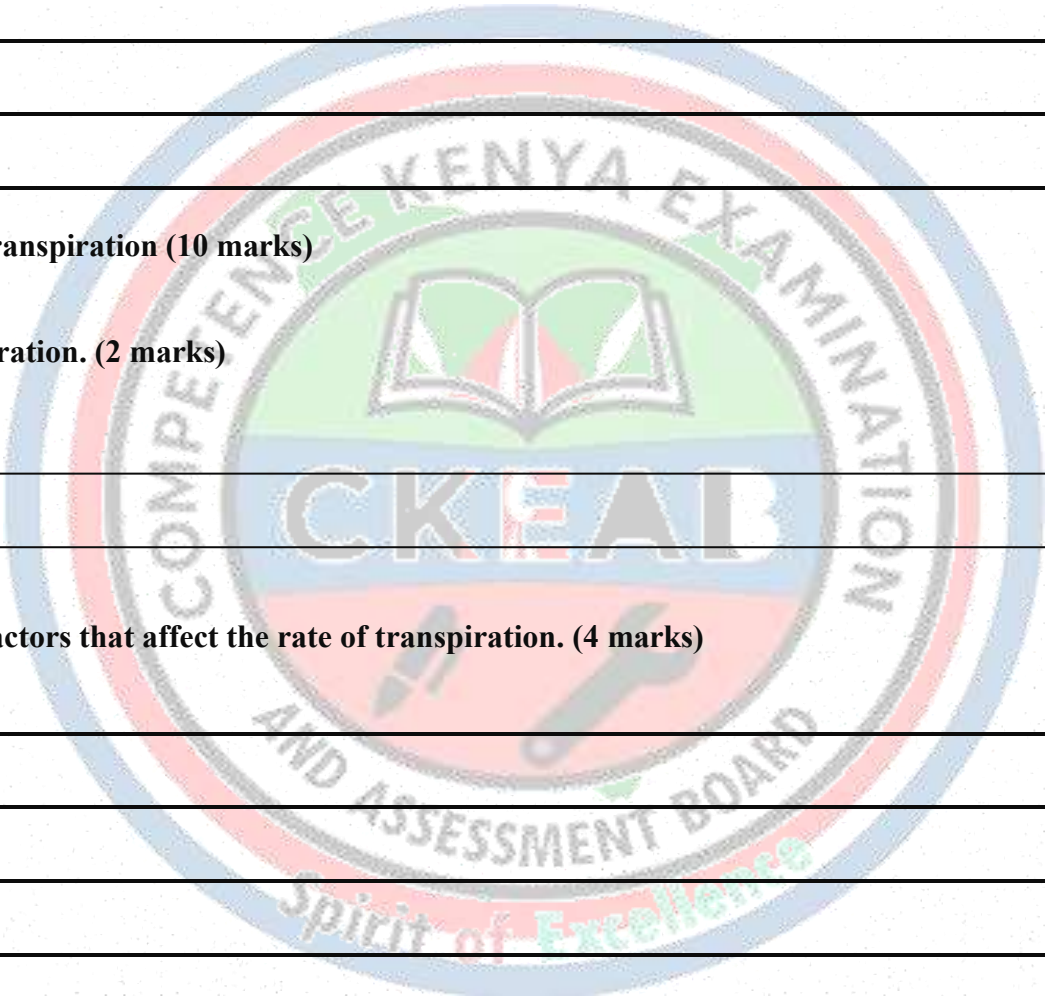 ranspiration (10 marks)
ration. (2 marks)
actors that affect the rate of transpiration. (4 marks)
COMPETENCE KENYA EXAMINATION
CKEAB
AND ASSESSMENT BOARD
Spirit of Excellence